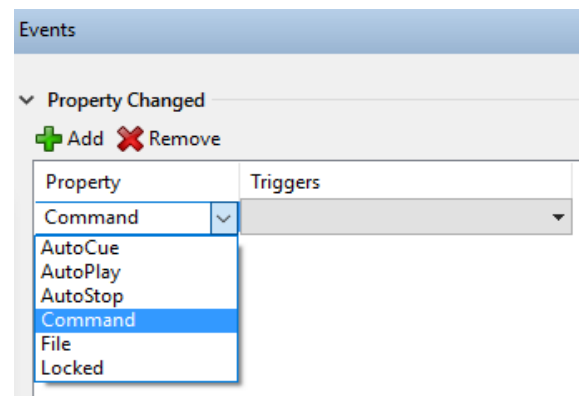 Events
Property Changed
Add Remove
Property Triggers
Command
AutoCue
AutoPlay
AutoStop
Command
File
Locked